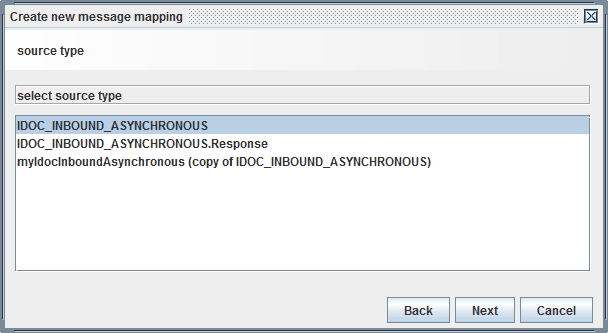 Create new message mapping
source type
select source type
IDOC_INBOUND_ASYNCHRONOUS
IDOC_INBOUND_ASYNCHRONOUS.Response
myIdocInboundAsynchronous (copy of IDOC_INBOUND_ASYNCHRONOUS)
Back Next Cancel